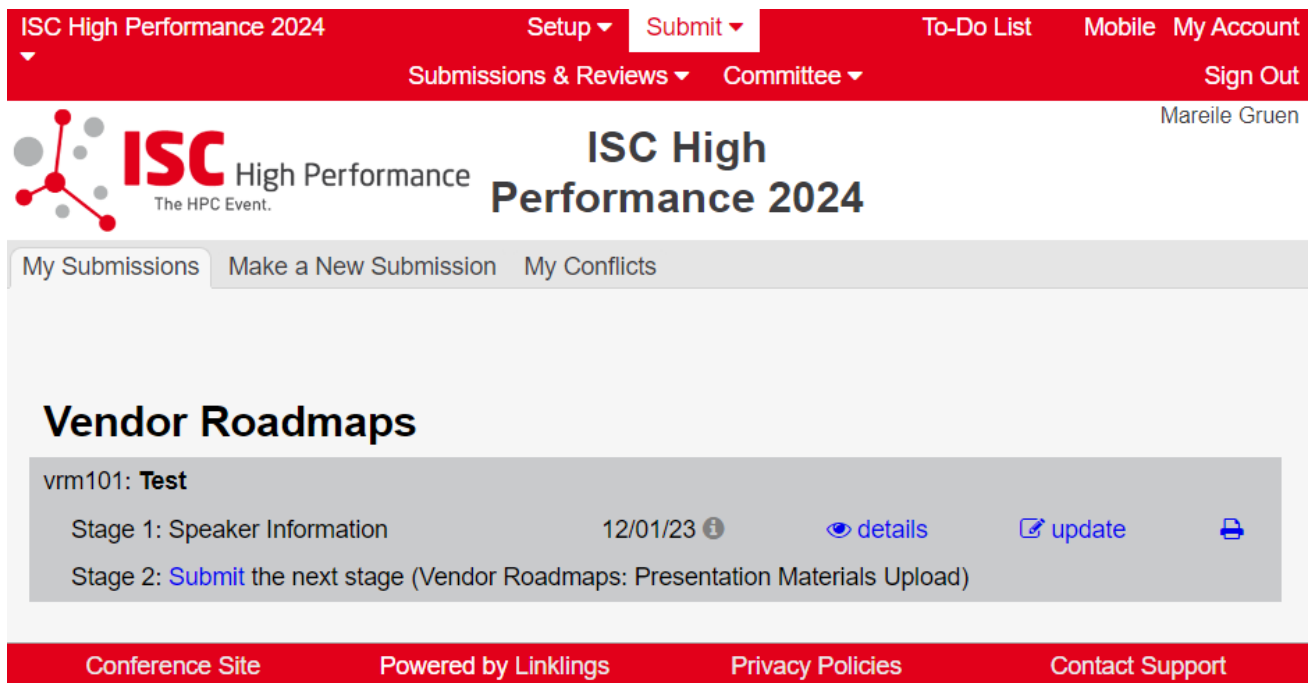 ISC High Performance 2024 Setup Submit To-Do List Mobile My Account
Submissions & Reviews Committee Sign Out
Mareile Gruen
ISC High Performance
The HPC Event.
ISC High
Performance 2024
My Submissions Make a New Submission My Conflicts
Vendor Roadmaps
vrm101: Test
Stage 1: Speaker Information 12/01/23 details update
Stage 2: Submit the next stage (Vendor Roadmaps: Presentation Materials Upload)
Conference Site Powered by Linklings Privacy Policies Contact Support